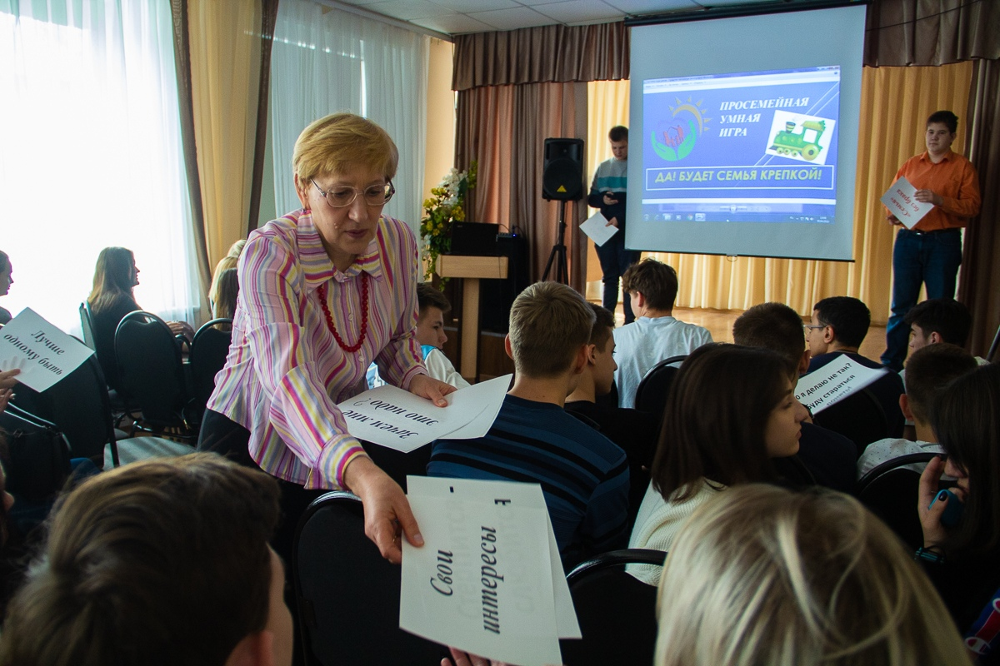 ПРОСЕМЕЙНАЯ
УМНАЯ
ИГРА
ДА! БУДЕТ СЕМЬЯ КРЕПКОЙ!
Лучше
одному быть
Зачем мне
это надо?
о я делаю не так?
буду стараться
Свои
интересы